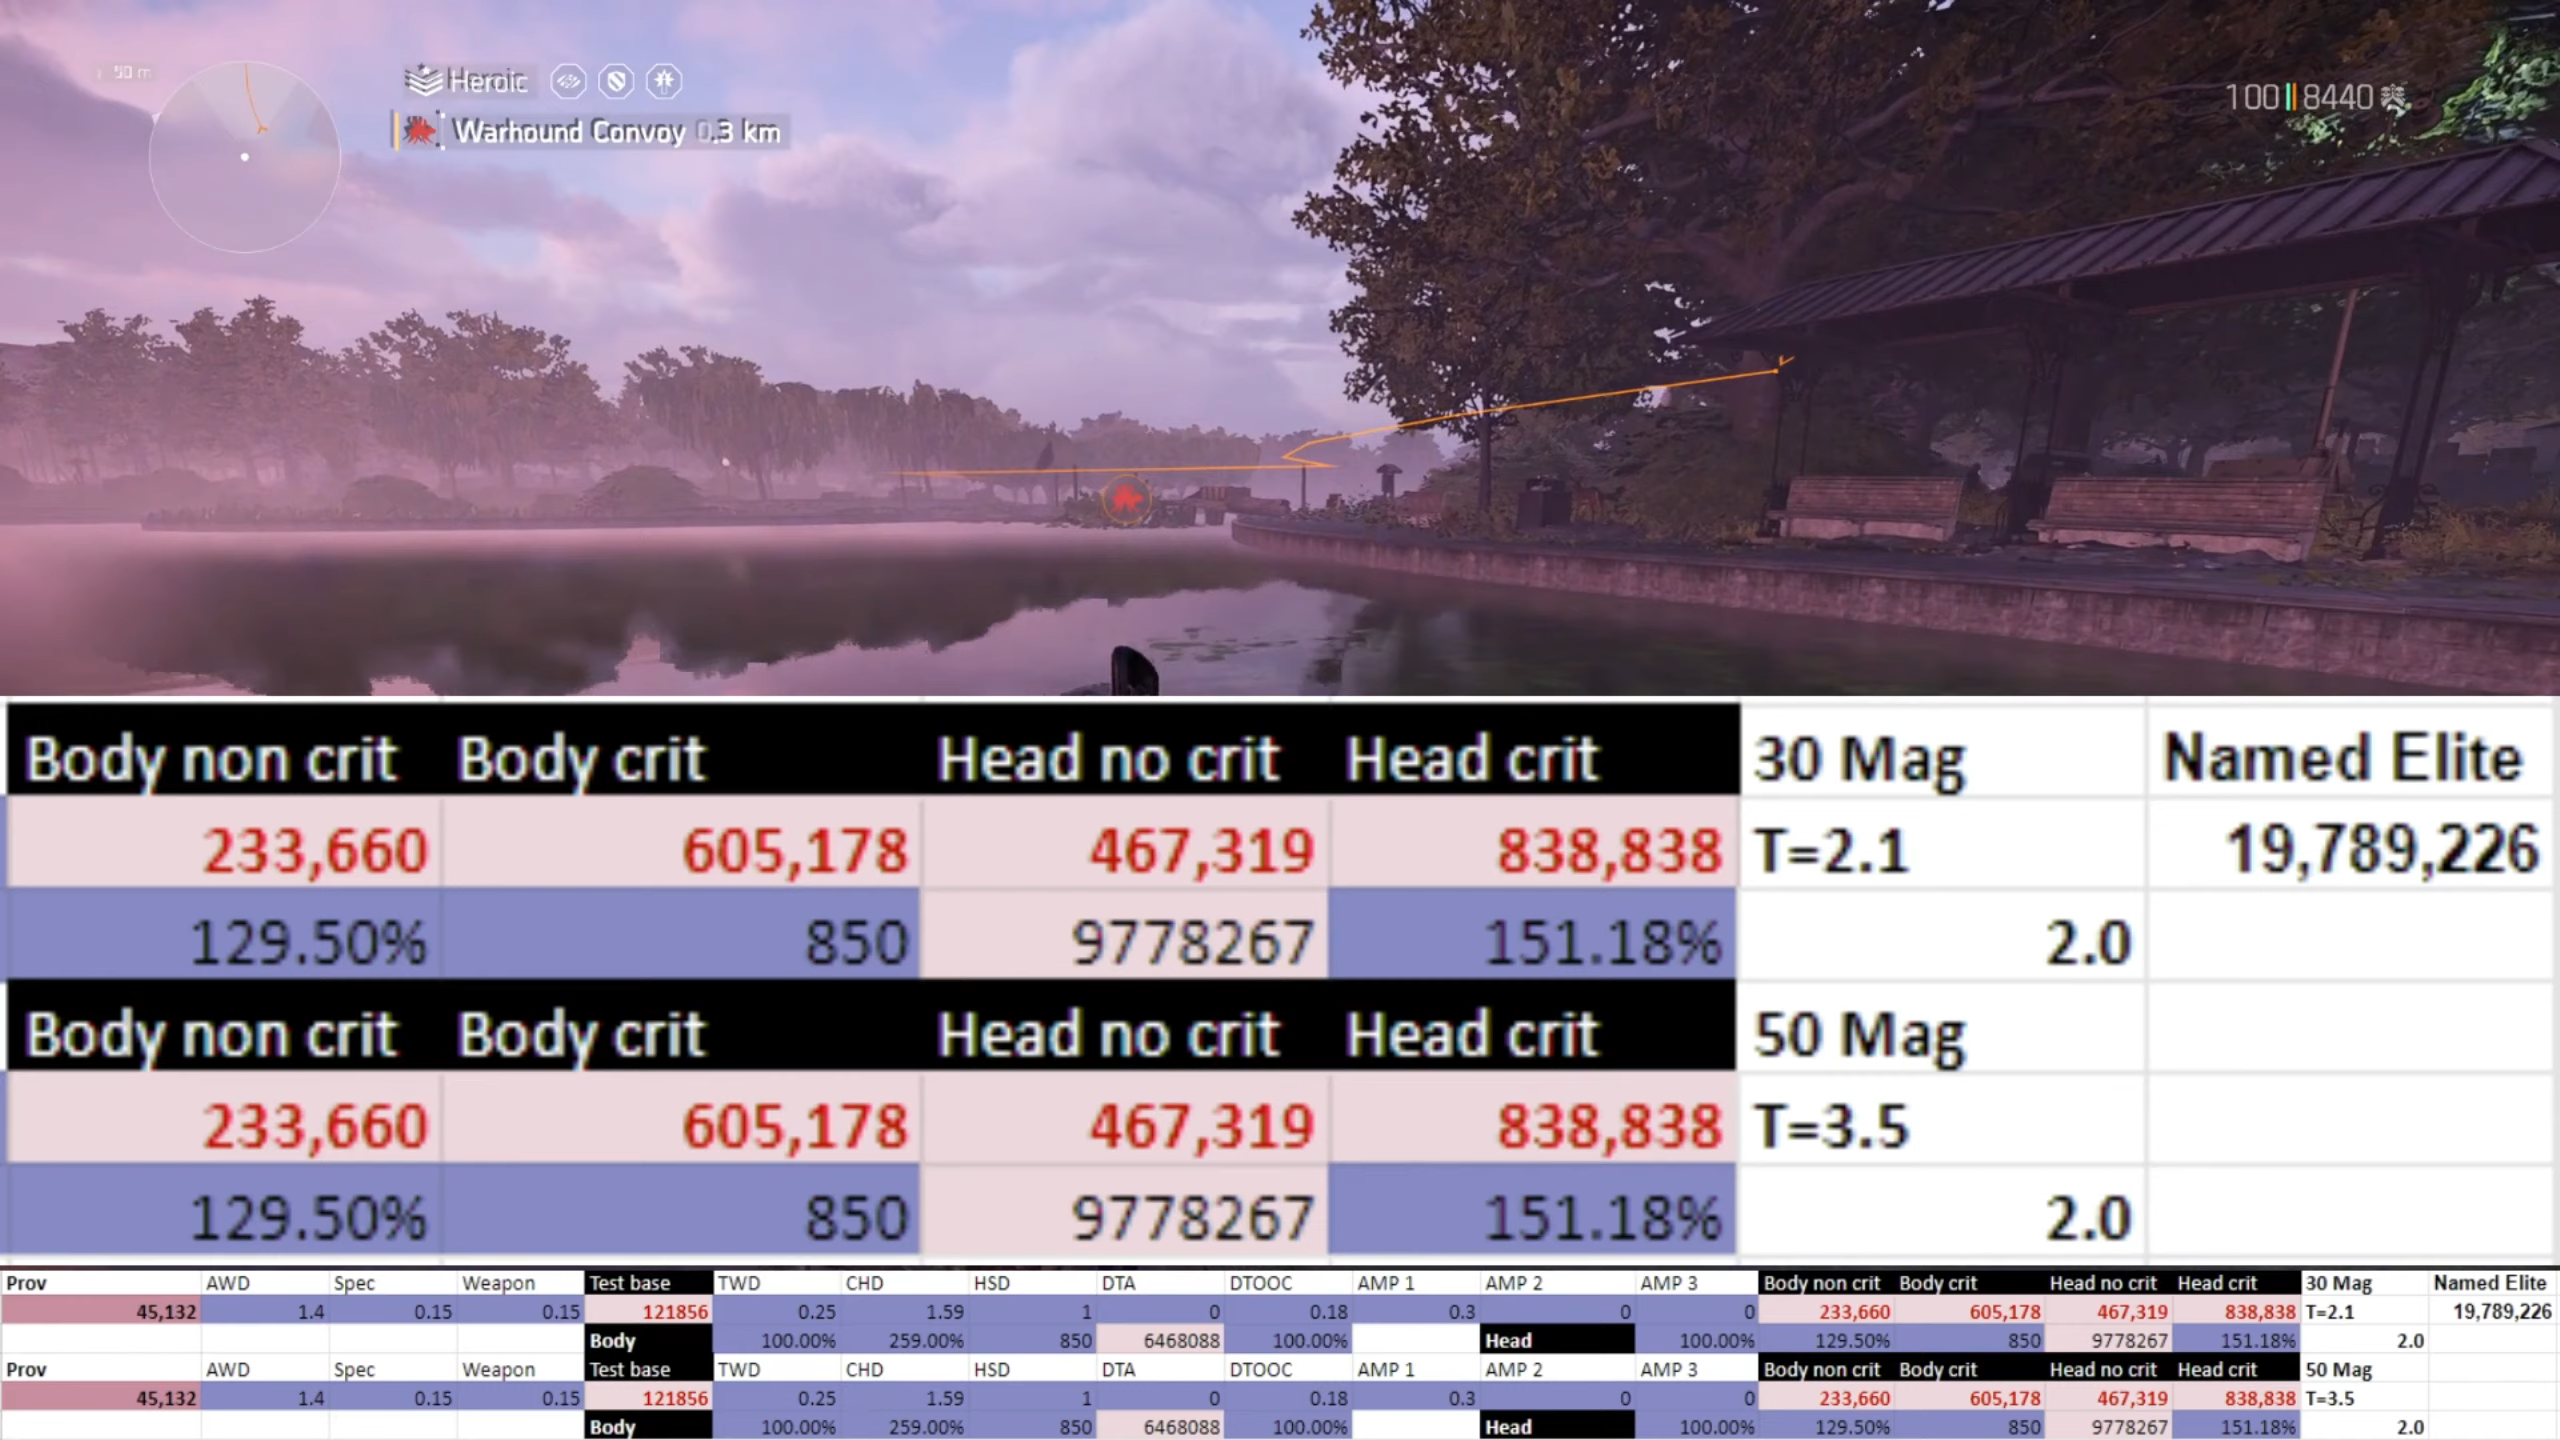 50 m
Heroic
Warhound Convoy 0.3 km
100 8440
Body non crit Body crit Head no crit Head crit 30 Mag Named Elite
233,660 605,178 467,319 838,838 T=2.1 19,789,226
129.50% 850 9778267 151.18% 2.0
Body non crit Body crit Head no crit Head crit 50 Mag
233,660 605,178 467,319 838,838 T=3.5
129.50% 850 9778267 151.18% 2.0
Prov AWD Spec Weapon Test base TWD CHD HSD DTA DTOOC AMP 1 AMP 2 AMP 3 Body non crit Body crit Head no crit Head crit 30 Mag Named Elite
45,132 1.4 0.15 0.15 121856 0.25 1.59 1 0 0.18 0.3 0 0 233,660 605,178 467,319 838,838 T=2.1 19,789,226
Body 100.00% 259.00% 850 6468088 100.00% Head 100.00% 129.50% 850 9778267 151.18% 2.0
Prov AWD Spec Weapon Test base TWD CHD HSD DTA DTOOC AMP 1 AMP 2 AMP 3 Body non crit Body crit Head no crit Head crit 50 Mag
45,132 1.4 0.15 0.15 121856 0.25 1.59 1 0 0.18 0.3 0 0 233,660 605,178 467,319 838,838 T=3.5
Body 100.00% 259.00% 850 6468088 100.00% Head 100.00% 129.50% 850 9778267 151.18% 2.0